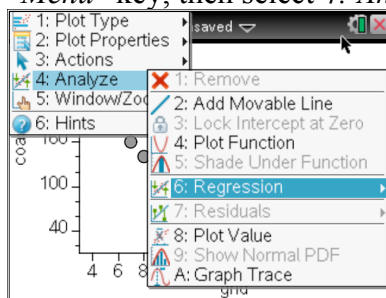 Menu" key, then select 4: An
1: Plot Type
2: Plot Properties
3: Actions
4: Analyze
5: Window/Zoo
6: Hints
saved
1: Remove
2: Add Movable Line
3: Lock Intercept at Zero
4: Plot Function
5: Shade Under Function
6: Regression
7: Residuals
8: Plot Value
9: Show Normal PDF
A: Graph Trace
coa
160
100
40
4 6 8